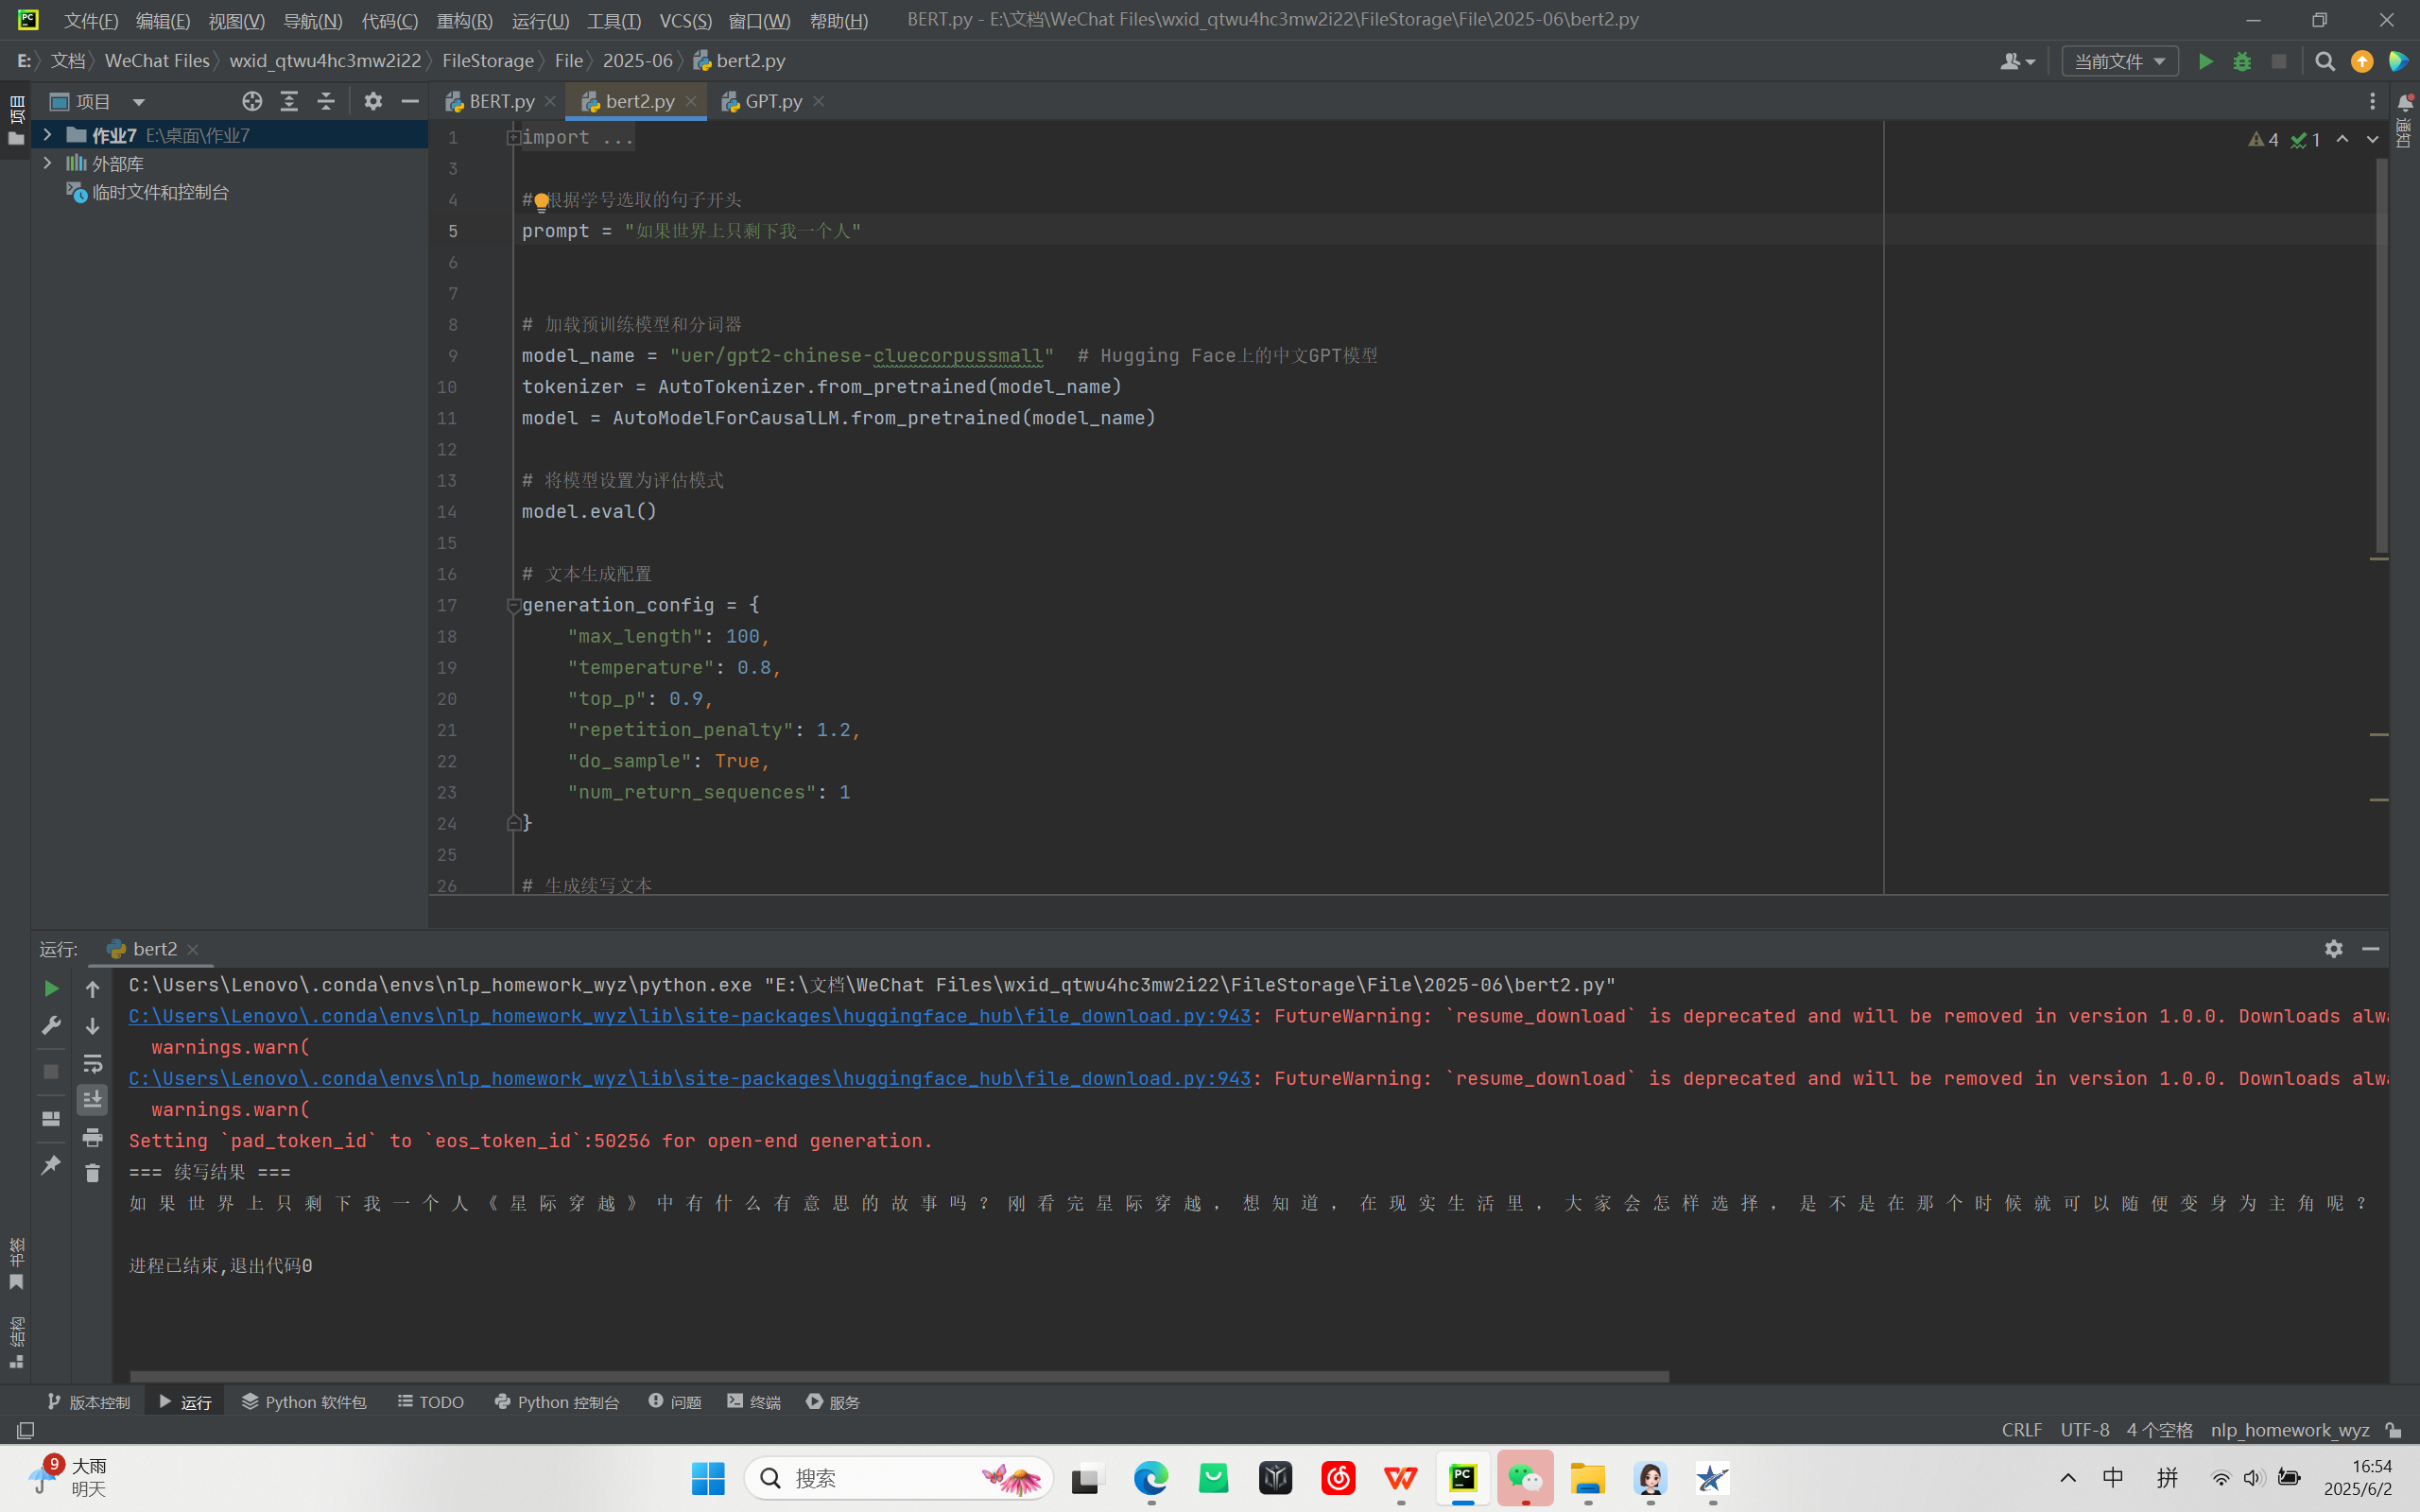 文件(F) 编辑(E) 视图(V) 导航(N) 代码(C) 重构(R) 运行(U) 工具(T) VCS(S) 窗口(W) 帮助(H) BERT.py - E:\文档\WeChat Files\wxid_qtwu4hc3mw2i22\FileStorage\File\2025-06\bert2.py
E: 文档 WeChat Files wxid_qtwu4hc3mw2i22 FileStorage File 2025-06 bert2.py 当前文件
项目
项目
BERT.py bert2.py GPT.py
通知
作业7 E:\桌面\作业7
外部库
临时文件和控制台
4 1
1 import ...
3
4 # 根据学号选取的句子开头
5 prompt = "如果世界上只剩下我一个人"
6
7
8 # 加载预训练模型和分词器
9 model_name = "uer/gpt2-chinese-cluecorpussmall" # Hugging Face上的中文GPT模型
10 tokenizer = AutoTokenizer.from_pretrained(model_name)
11 model = AutoModelForCausalLM.from_pretrained(model_name)
12
13 # 将模型设置为评估模式
14 model.eval()
15
16 # 文本生成配置
17 generation_config = {
18 "max_length": 100,
19 "temperature": 0.8,
20 "top_p": 0.9,
21 "repetition_penalty": 1.2,
22 "do_sample": True,
23 "num_return_sequences": 1
24 }
25
26 # 生成续写文本
运行: bert2
C:\Users\Lenovo\.conda\envs\nlp_homework_wyz\python.exe "E:\文档\WeChat Files\wxid_qtwu4hc3mw2i22\FileStorage\File\2025-06\bert2.py"
C:\Users\Lenovo\.conda\envs\nlp_homework_wyz\lib\site-packages\huggingface_hub\file_download.py:943: FutureWarning: `resume_download` is deprecated and will be removed in version 1.0.0. Downloads alw
warnings.warn(
C:\Users\Lenovo\.conda\envs\nlp_homework_wyz\lib\site-packages\huggingface_hub\file_download.py:943: FutureWarning: `resume_download` is deprecated and will be removed in version 1.0.0. Downloads alw
warnings.warn(
Setting `pad_token_id` to `eos_token_id`:50256 for open-end generation.
=== 续写结果 ===
如 果 世 界 上 只 剩 下 我 一 个 人 《 星 际 穿 越 》 中 有 什 么 有 意 思 的 故 事 吗 ? 刚 看 完 星 际 穿 越 , 想 知 道 , 在 现 实 生 活 里 , 大 家 会 怎 样 选 择 , 是 不 是 在 那 个 时 候 就 可 以 随 便 变 身 为 主 角 呢 ?
进程已结束,退出代码0
书签
结构
版本控制 运行 Python 软件包 TODO Python 控制台 问题 终端 服务
CRLF UTF-8 4 个空格 nlp_homework_wyz
9 大雨
明天
搜索
中 拼
16:54
2025/6/2